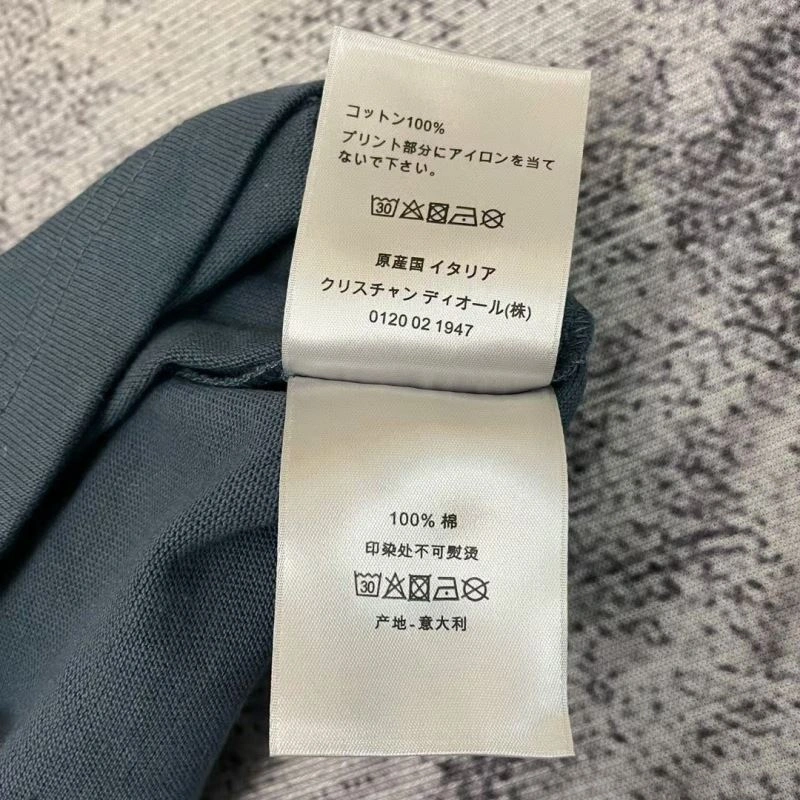 コットン100%
プリント部分にアイロンを当て
ないで下さい。
30
原産国 イタリア
クリスチャン ディオール(株)
0120 02 1947
100% 棉
印染处不可熨烫
30
产地-意大利